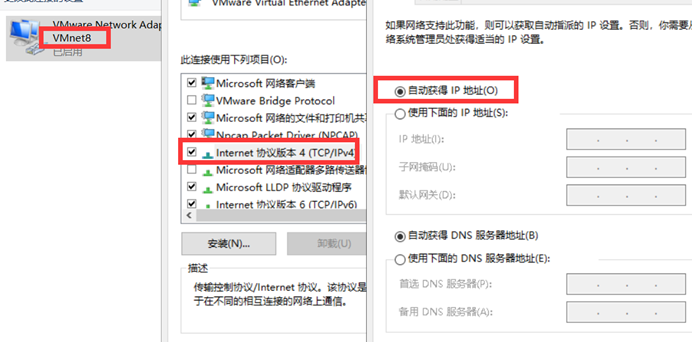 VMware Network Adap
VMnet8
已启用
VMware Virtual Ethernet Adapte
此连接使用下列项目(O):
Microsoft 网络客户端
VMware Bridge Protocol
Microsoft 网络的文件和打印机共
Npcap Packet Driver (NPCAP)
Internet 协议版本 4 (TCP/IPv4)
Microsoft 网络适配器多路传送器
Microsoft LLDP 协议驱动程序
Internet 协议版本 6 (TCP/IPv6)
安装(N)...
卸载(U)
描述
传输控制协议/Internet 协议。该协议是
于在不同的相互连接的网络上通信。
如果网络支持此功能，则可以获取自动指派的 IP 设置。否则，你需要从
络系统管理员处获得适当的 IP 设置。
自动获得 IP 地址(O)
使用下面的 IP 地址(S):
IP 地址(I):
子网掩码(U):
默认网关(D):
自动获得 DNS 服务器地址(B)
使用下面的 DNS 服务器地址(E):
首选 DNS 服务器(P):
备用 DNS 服务器(A):